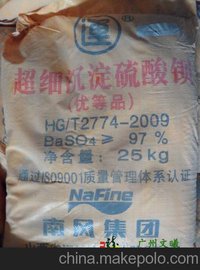 超细沉淀硫酸钡
(优等品)
HG/T2774-2009
BaSO4 ≥ 97 %
净含量: 25kg
通过ISO9001质量管理体系认证
NaFine
南风集团
广州文曦
china.makepolo.com